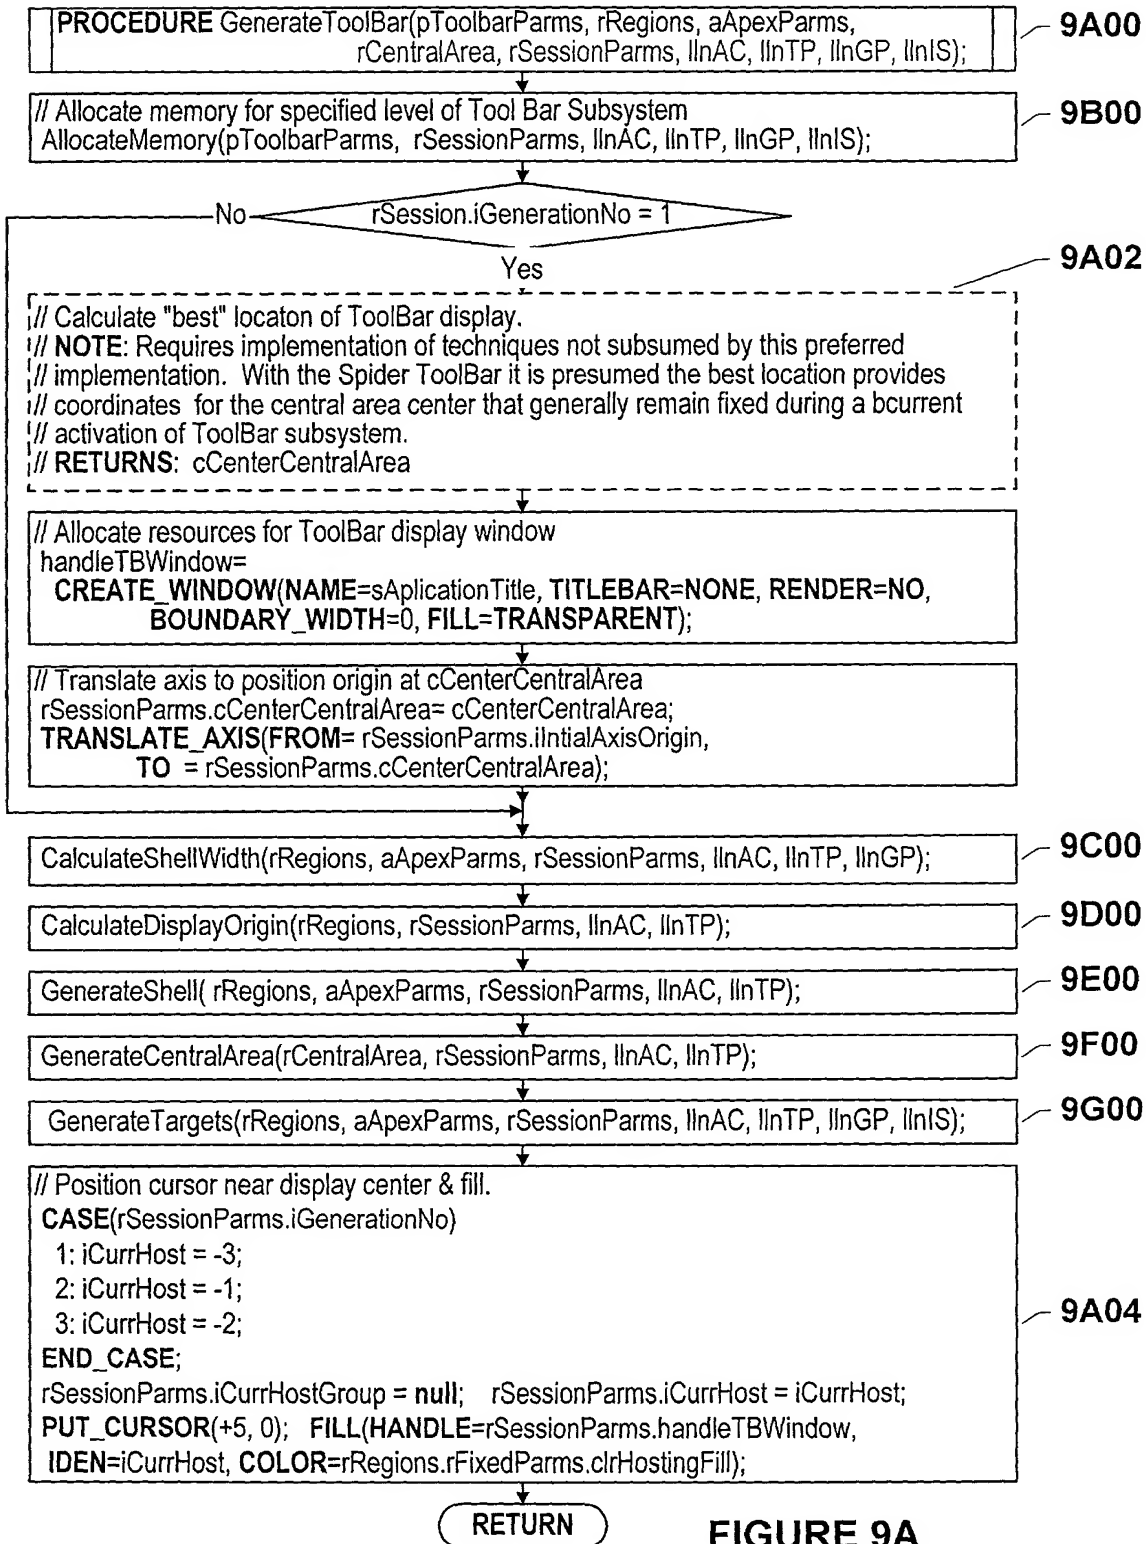 PROCEDURE GenerateToolBar(pToolbarParms, rRegions, aApexParms,
rCentralArea, rSessionParms, llnAC, llnTP, llnGP, llnIS);
9A00
// Allocate memory for specified level of Tool Bar Subsystem
AllocateMemory(pToolbarParms, rSessionParms, llnAC, llnTP, llnGP, llnIS);
9B00
No
rSession.iGenerationNo = 1
Yes
9A02
// Calculate "best" locaton of ToolBar display.
// NOTE: Requires implementation of techniques not subsumed by this preferred
// implementation. With the Spider ToolBar it is presumed the best location provides
// coordinates for the central area center that generally remain fixed during a bcurrent
// activation of ToolBar subsystem.
// RETURNS: cCenterCentralArea
// Allocate resources for ToolBar display window
handleTBWindow=
CREATE_WINDOW(NAME=sAplicationTitle, TITLEBAR=NONE, RENDER=NO,
BOUNDARY_WIDTH=0, FILL=TRANSPARENT);
// Translate axis to position origin at cCenterCentralArea
rSessionParms.cCenterCentralArea= cCenterCentralArea;
TRANSLATE_AXIS(FROM= rSessionParms.iIntialAxisOrigin,
TO = rSessionParms.cCenterCentralArea);
CalculateShellWidth(rRegions, aApexParms, rSessionParms, llnAC, llnTP, llnGP);
9C00
CalculateDisplayOrigin(rRegions, rSessionParms, llnAC, llnTP);
9D00
GenerateShell( rRegions, aApexParms, rSessionParms, llnAC, llnTP);
9E00
GenerateCentralArea(rCentralArea, rSessionParms, llnAC, llnTP);
9F00
GenerateTargets(rRegions, aApexParms, rSessionParms, llnAC, llnTP, llnGP, llnIS);
9G00
// Position cursor near display center & fill.
CASE(rSessionParms.iGenerationNo)
1: iCurrHost = -3;
2: iCurrHost = -1;
3: iCurrHost = -2;
END_CASE;
rSessionParms.iCurrHostGroup = null; rSessionParms.iCurrHost = iCurrHost;
PUT_CURSOR(+5, 0); FILL(HANDLE=rSessionParms.handleTBWindow,
IDEN=iCurrHost, COLOR=rRegions.rFixedParms.clrHostingFill);
9A04
RETURN
FIGURE 9A